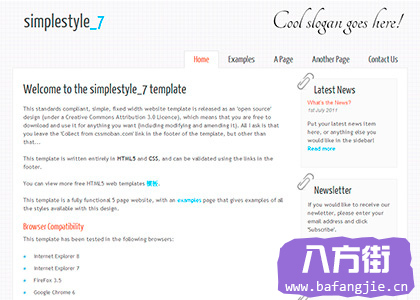 simplestyle_7
Cool slogan goes here!
Home
Examples
A Page
Another Page
Contact Us
Welcome to the simplestyle_7 template
This standards compliant, simple, fixed width website template is released as an 'open source'
design (under a Creative Commons Attribution 3.0 Licence), which means that you are free to
download and use it for anything you want (including modifying and amending it). All I ask is that
you leave the 'Collect from cssmoban.com' link in the footer of the template, but other than
that...
This template is written entirely in HTML5 and CSS, and can be validated using the links in the
footer.
You can view more free HTML5 web templates 模板.
This template is a fully functional 5 page website, with an examples page that gives examples of all
the styles available with this design.
Browser Compatibility
This template has been tested in the following browsers:
Internet Explorer 8
Internet Explorer 7
FireFox 3.5
Google Chrome 6
Latest News
What's the News?
1st July 2011
Put your latest news item
here, or anything else you
would like in the sidebar!
Read more
Newsletter
If you would like to receive our
newletter, please enter your
email address and click
'Subscribe'.
八方街
www.bafangjie.cn